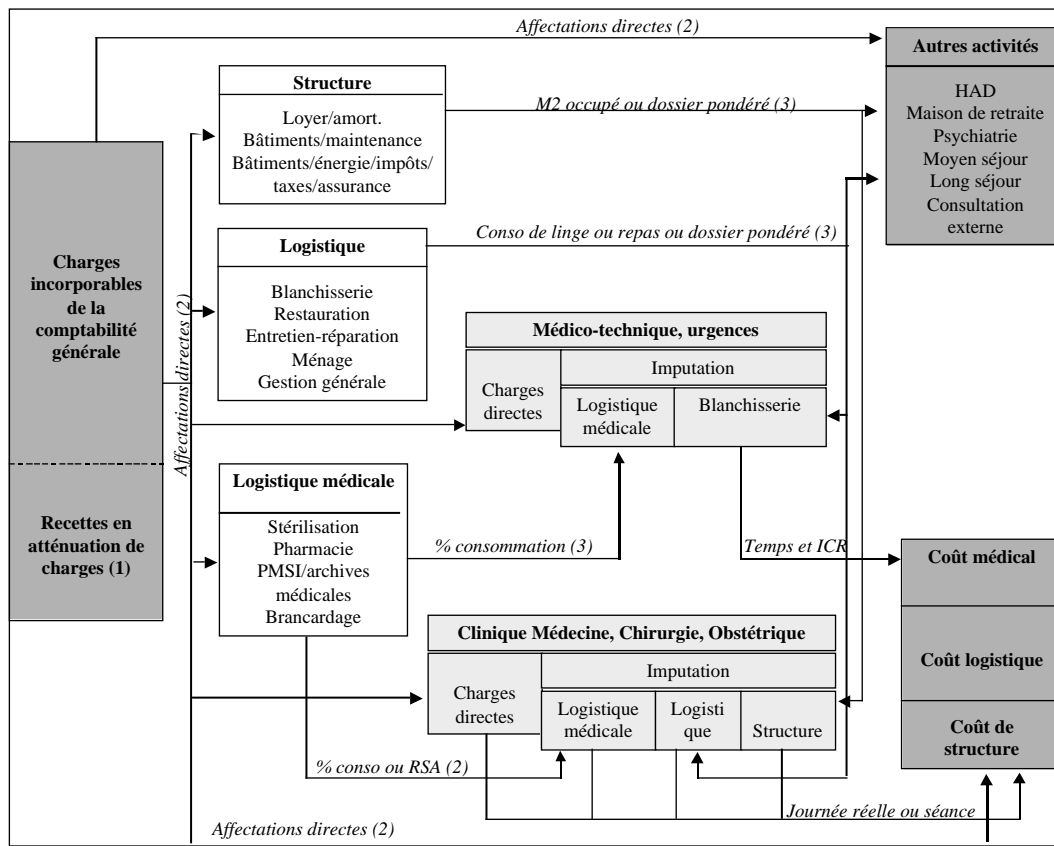 Affectations directes (2)
Autres activités
HAD
Maison de retraite
Psychiatrie
Moyen séjour
Long séjour
Consultation
externe
Structure
Loyer/amort.
Bâtiments/maintenance
Bâtiments/énergie/impôts/
taxes/assurance
M2 occupé ou dossier pondéré (3)
Charges
incorporables
de la
comptabilité
générale
Recettes en
atténuation de
charges (1)
Affectations directes (2)
Logistique
Blanchisserie
Restauration
Entretien-réparation
Ménage
Gestion générale
Conso de linge ou repas ou dossier pondéré (3)
Médico-technique, urgences
Charges
directes
Imputation
Logistique
médicale
Blanchisserie
Logistique médicale
Stérilisation
Pharmacie
PMSI/archives
médicales
Brancardage
% consommation (3)
Temps et ICR
Coût médical
Coût logistique
Coût de
structure
Clinique Médecine, Chirurgie, Obstétrique
Charges
directes
Imputation
Logistique
médicale
Logisti
que
Structure
% conso ou RSA (2)
Journée réelle ou séance
Affectations directes (2)